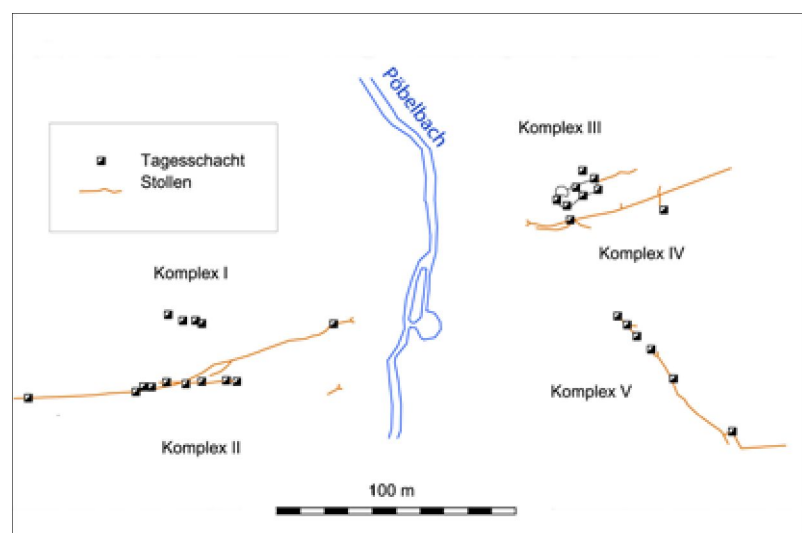 Pöbelbach
Komplex III
Tagesschacht
Stollen
Komplex IV
Komplex I
Komplex V
Komplex II
100 m